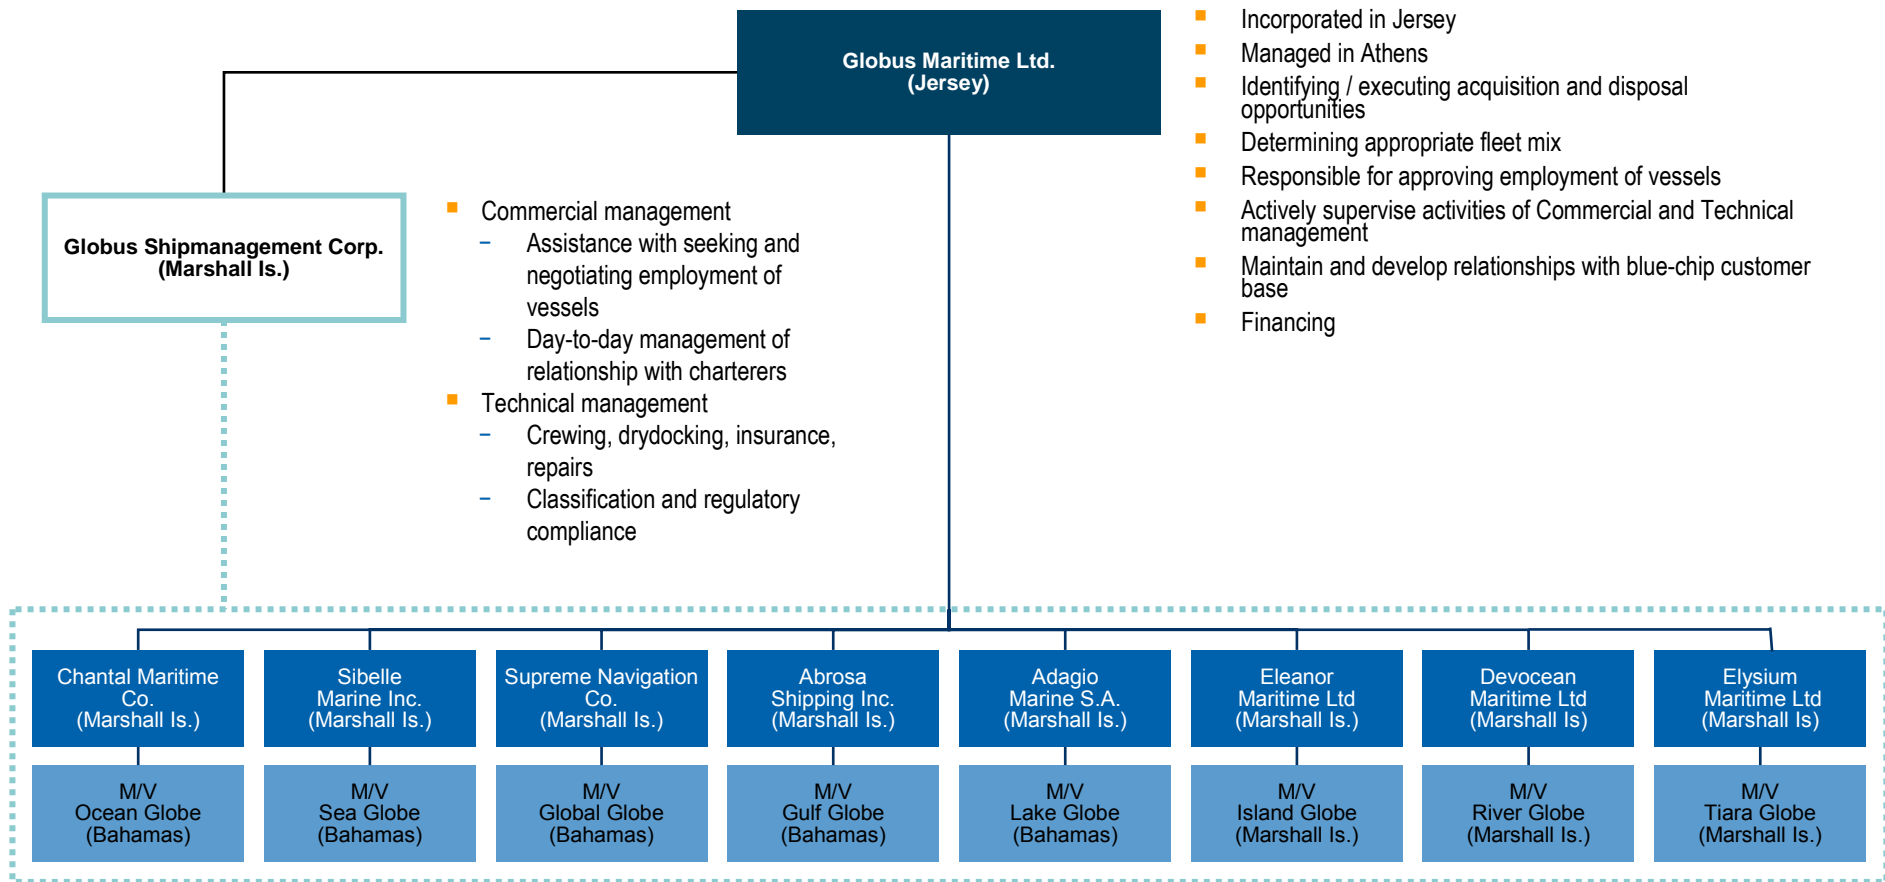 Globus Maritime Ltd.
(Jersey)
▪ Incorporated in Jersey
▪ Managed in Athens
▪ Identifying / executing acquisition and disposal
opportunities
▪ Determining appropriate fleet mix
▪ Responsible for approving employment of vessels
▪ Actively supervise activities of Commercial and Technical
management
▪ Maintain and develop relationships with blue-chip customer
base
▪ Financing
Globus Shipmanagement Corp.
(Marshall Is.)
▪ Commercial management
– Assistance with seeking and
negotiating employment of
vessels
– Day-to-day management of
relationship with charterers
▪ Technical management
– Crewing, drydocking, insurance,
repairs
– Classification and regulatory
compliance
Chantal Maritime
Co.
(Marshall Is.)
Sibelle
Marine Inc.
(Marshall Is.)
Supreme Navigation
Co.
(Marshall Is.)
Abrosa
Shipping Inc.
(Marshall Is.)
Adagio
Marine S.A.
(Marshall Is.)
Eleanor
Maritime Ltd
(Marshall Is.)
Devocean
Maritime Ltd
(Marshall Is)
Elysium
Maritime Ltd
(Marshall Is)
M/V
Ocean Globe
(Bahamas)
M/V
Sea Globe
(Bahamas)
M/V
Global Globe
(Bahamas)
M/V
Gulf Globe
(Bahamas)
M/V
Lake Globe
(Bahamas)
M/V
Island Globe
(Marshall Is.)
M/V
River Globe
(Marshall Is.)
M/V
Tiara Globe
(Marshall Is.)